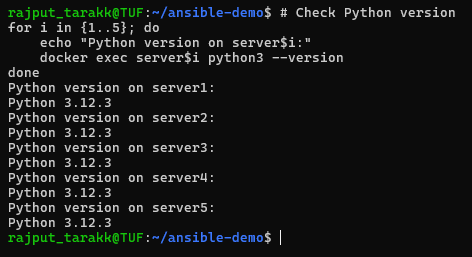 rajput_tarakk@TUF:~/ansible-demo$ # Check Python version
for i in {1..5}; do
    echo "Python version on server$i:"
    docker exec server$i python3 --version
done
Python version on server1:
Python 3.12.3
Python version on server2:
Python 3.12.3
Python version on server3:
Python 3.12.3
Python version on server4:
Python 3.12.3
Python version on server5:
Python 3.12.3
rajput_tarakk@TUF:~/ansible-demo$